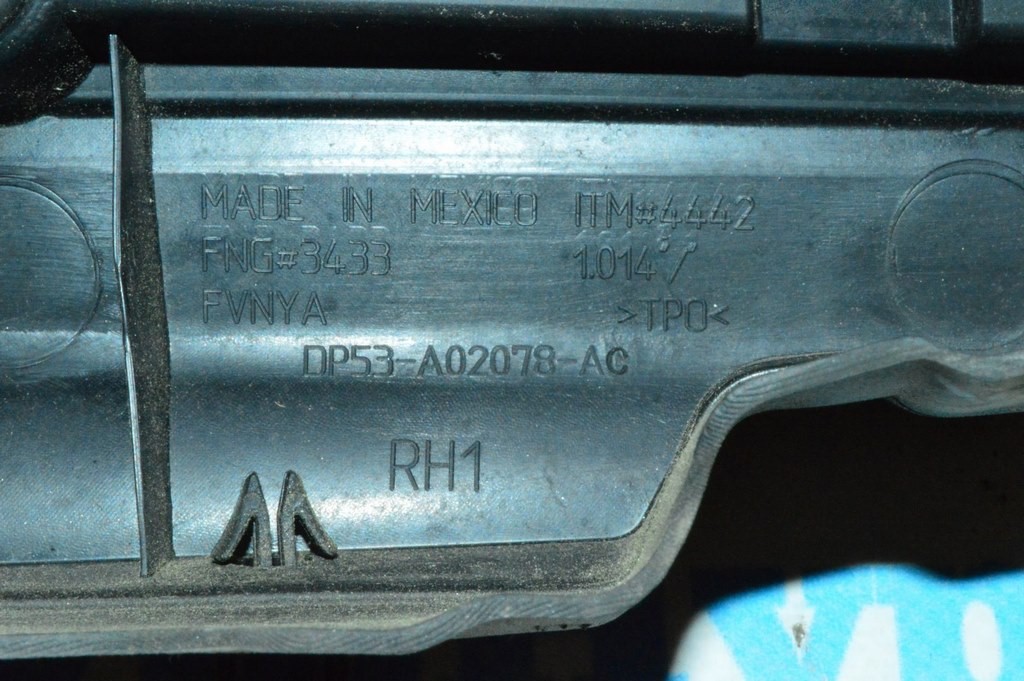 MADE IN MEXICO ITM#4442
FNG#3433 1.014%
FVNYA >TPO<
DP53-A02078-AC
RH1